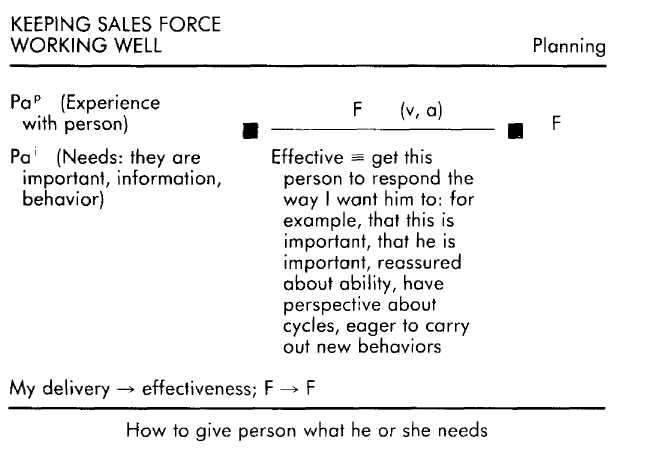 KEEPING SALES FORCE
WORKING WELL
Planning
Paᵖ (Experience
with person)
Paⁱ (Needs: they are
important, information,
behavior)
F (v, a)
Effective ≡ get this
person to respond the
way I want him to: for
example, that this is
important, that he is
important, reassured
about ability, have
perspective about
cycles, eager to carry
out new behaviors
F
My delivery → effectiveness; F → F
How to give person what he or she needs